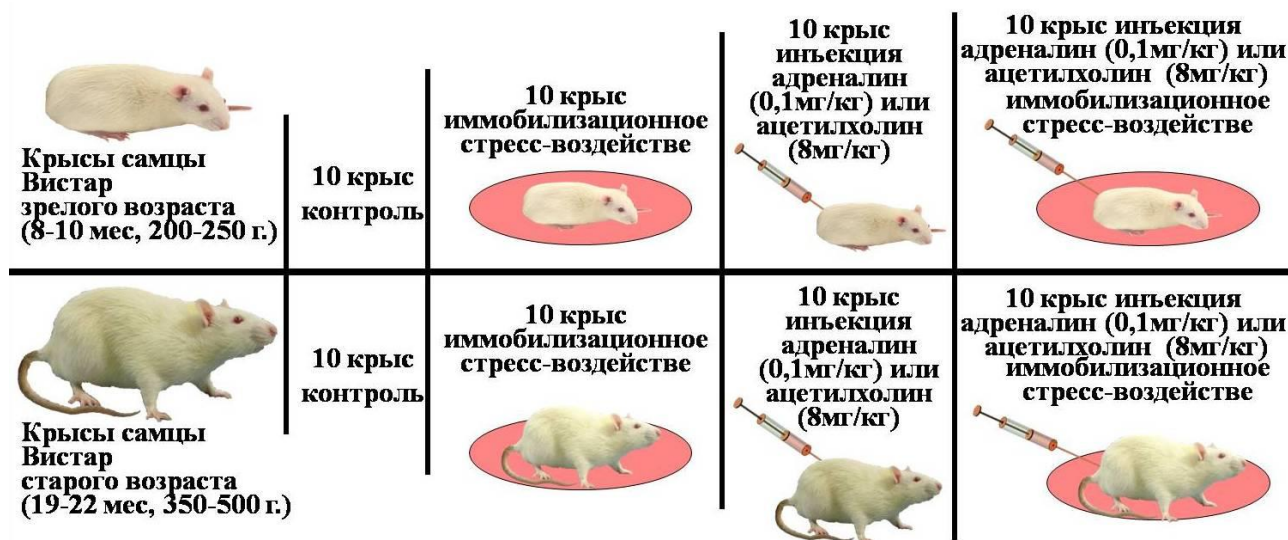 Крысы самцы
Вистар
зрелого возраста
(8-10 мес, 200-250 г.)
10 крыс
контроль
10 крыс
иммобилизационное
стресс-воздействе
10 крыс
инъекция
адреналин
(0,1мг/кг) или
ацетилхолин
(8мг/кг)
10 крыс инъекция
адреналин (0,1мг/кг) или
ацетилхолин (8мг/кг)
иммобилизационное
стресс-воздействе
Крысы самцы
Вистар
старого возраста
(19-22 мес, 350-500 г.)
10 крыс
контроль
10 крыс
иммобилизационное
стресс-воздействе
10 крыс
инъекция
адреналин
(0,1мг/кг) или
ацетилхолин
(8мг/кг)
10 крыс инъекция
адреналин (0,1мг/кг) или
ацетилхолин (8мг/кг)
иммобилизационное
стресс-воздействе